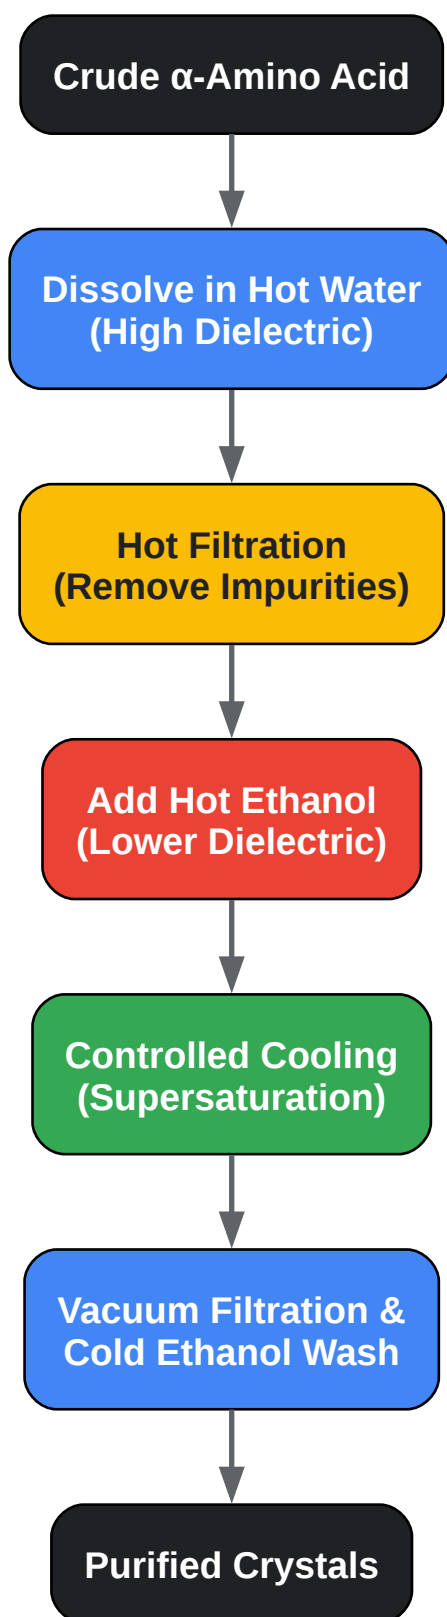 Crude α-Amino Acid
Dissolve in Hot Water
(High Dielectric)
Hot Filtration
(Remove Impurities)
Add Hot Ethanol
(Lower Dielectric)
Controlled Cooling
(Supersaturation)
Vacuum Filtration &
Cold Ethanol Wash
Purified Crystals